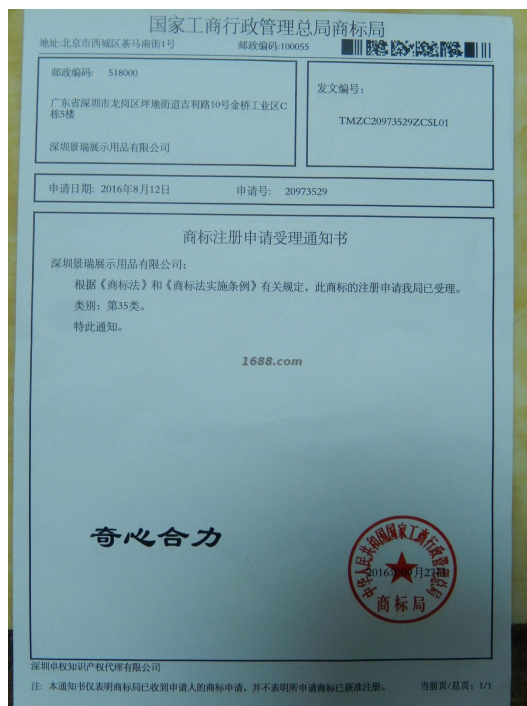 国家工商行政管理总局商标局
地址:北京市西城区茶马南街1号 邮政编码:100055
邮政编码: 518000
广东省深圳市龙岗区坪地街道吉利路10号金桥工业区C
栋5楼
深圳景瑞展示用品有限公司
发文编号:
TMZC20973529ZCSL01
申请日期: 2016年8月12日 申请号: 20973529
商标注册申请受理通知书
深圳景瑞展示用品有限公司:
根据《商标法》和《商标法实施条例》有关规定，此商标的注册申请我局已受理。
类别: 第35类。
特此通知。
1688.com
奇心合力
中华人民共和国国家工商行政管理总局
2016年 月27日
商标局
深圳卓权知识产权代理有限公司
注: 本通知书仅表明商标局已收到申请人的商标申请，并不表明所申请商标已获准注册。 当前页/总页: 1/1